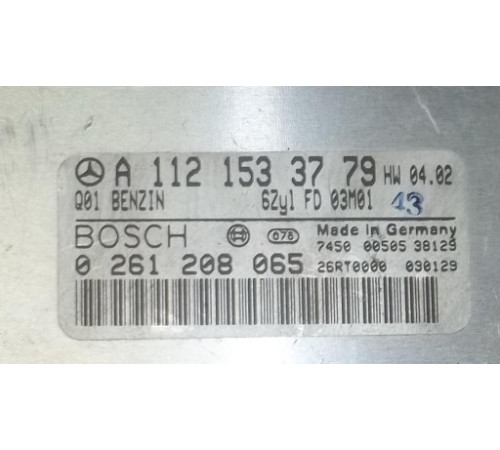 A 112 153 37 79 HW 04.02
Q01 BENZIN 6Zyl FD 03M01 13
BOSCH 076 Made in Germany
7450 00505 38129
0 261 208 065 26RT0000 090129